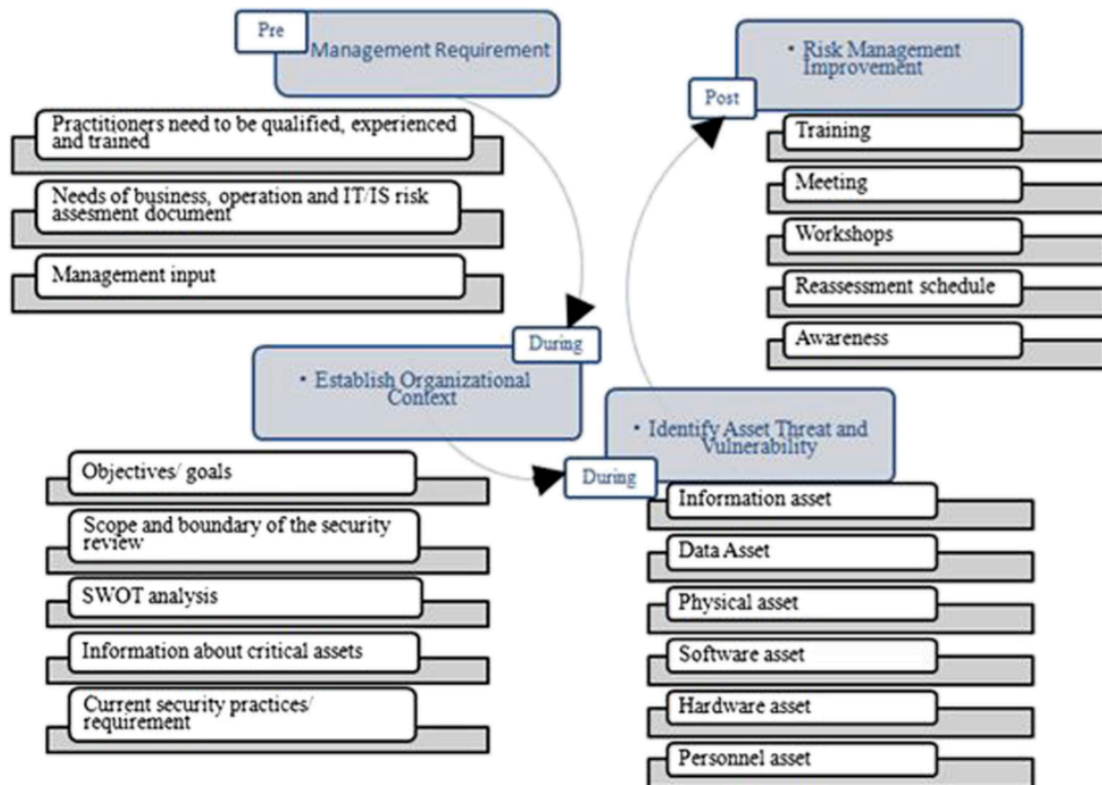 Pre
Management Requirement
Practitioners need to be qualified, experienced
and trained
Needs of business, operation and IT/IS risk
assesment document
Management input
During
• Establish Organizational
Context
Objectives/ goals
Scope and boundary of the security
review
SWOT analysis
Information about critical assets
Current security practices/
requirement
• Identify Asset Threat and
Vulnerability
During
Information asset
Data Asset
Physical asset
Software asset
Hardware asset
Personnel asset
• Risk Management
Improvement
Post
Training
Meeting
Workshops
Reassessment schedule
Awareness